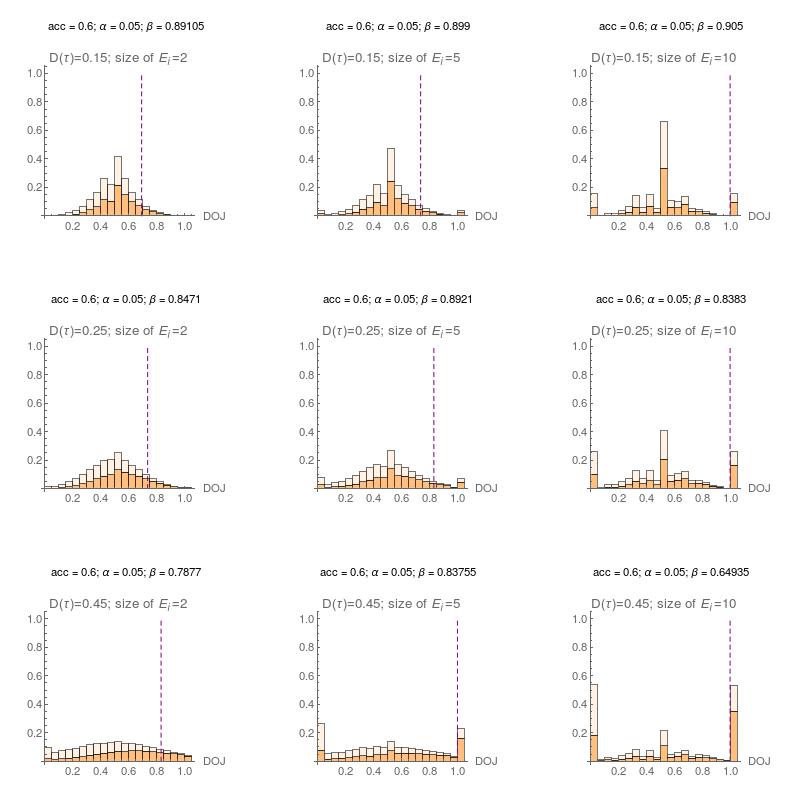 acc = 0.6; α = 0.05; β = 0.89105
D(τ)=0.15; size of Ei=2
1.0
0.8
0.6
0.4
0.2
0.2 0.4 0.6 0.8 1.0
DOJ
acc = 0.6; α = 0.05; β = 0.899
D(τ)=0.15; size of Ei=5
1.0
0.8
0.6
0.4
0.2
0.2 0.4 0.6 0.8 1.0
DOJ
acc = 0.6; α = 0.05; β = 0.905
D(τ)=0.15; size of Ei=10
1.0
0.8
0.6
0.4
0.2
0.2 0.4 0.6 0.8 1.0
DOJ
acc = 0.6; α = 0.05; β = 0.8471
D(τ)=0.25; size of Ei=2
1.0
0.8
0.6
0.4
0.2
0.2 0.4 0.6 0.8 1.0
DOJ
acc = 0.6; α = 0.05; β = 0.8921
D(τ)=0.25; size of Ei=5
1.0
0.8
0.6
0.4
0.2
0.2 0.4 0.6 0.8 1.0
DOJ
acc = 0.6; α = 0.05; β = 0.8383
D(τ)=0.25; size of Ei=10
1.0
0.8
0.6
0.4
0.2
0.2 0.4 0.6 0.8 1.0
DOJ
acc = 0.6; α = 0.05; β = 0.7877
D(τ)=0.45; size of Ei=2
1.0
0.8
0.6
0.4
0.2
0.2 0.4 0.6 0.8 1.0
DOJ
acc = 0.6; α = 0.05; β = 0.83755
D(τ)=0.45; size of Ei=5
1.0
0.8
0.6
0.4
0.2
0.2 0.4 0.6 0.8 1.0
DOJ
acc = 0.6; α = 0.05; β = 0.64935
D(τ)=0.45; size of Ei=10
1.0
0.8
0.6
0.4
0.2
0.2 0.4 0.6 0.8 1.0
DOJ